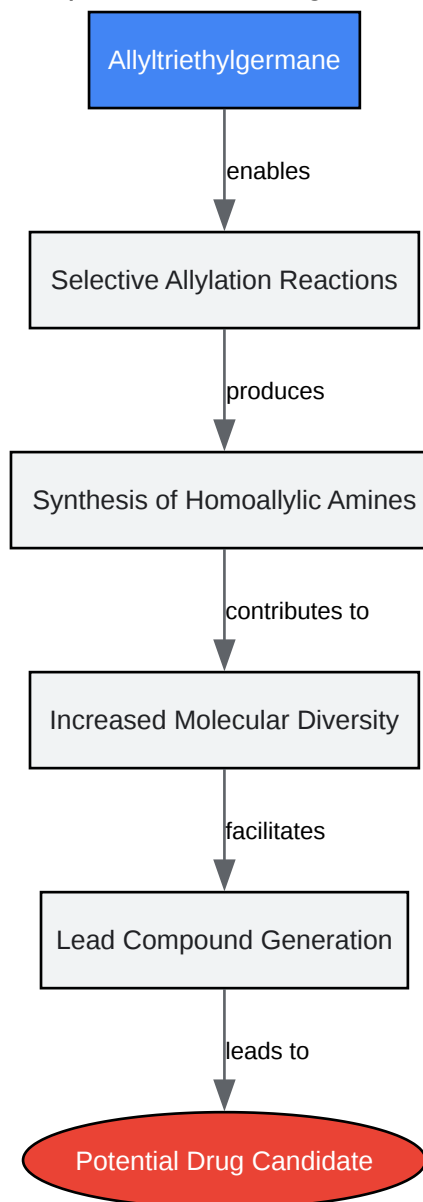 Allyltriethylgermane
enables
Selective Allylation Reactions
produces
Synthesis of Homoallylic Amines
contributes to
Increased Molecular Diversity
facilitates
Lead Compound Generation
leads to
Potential Drug Candidate